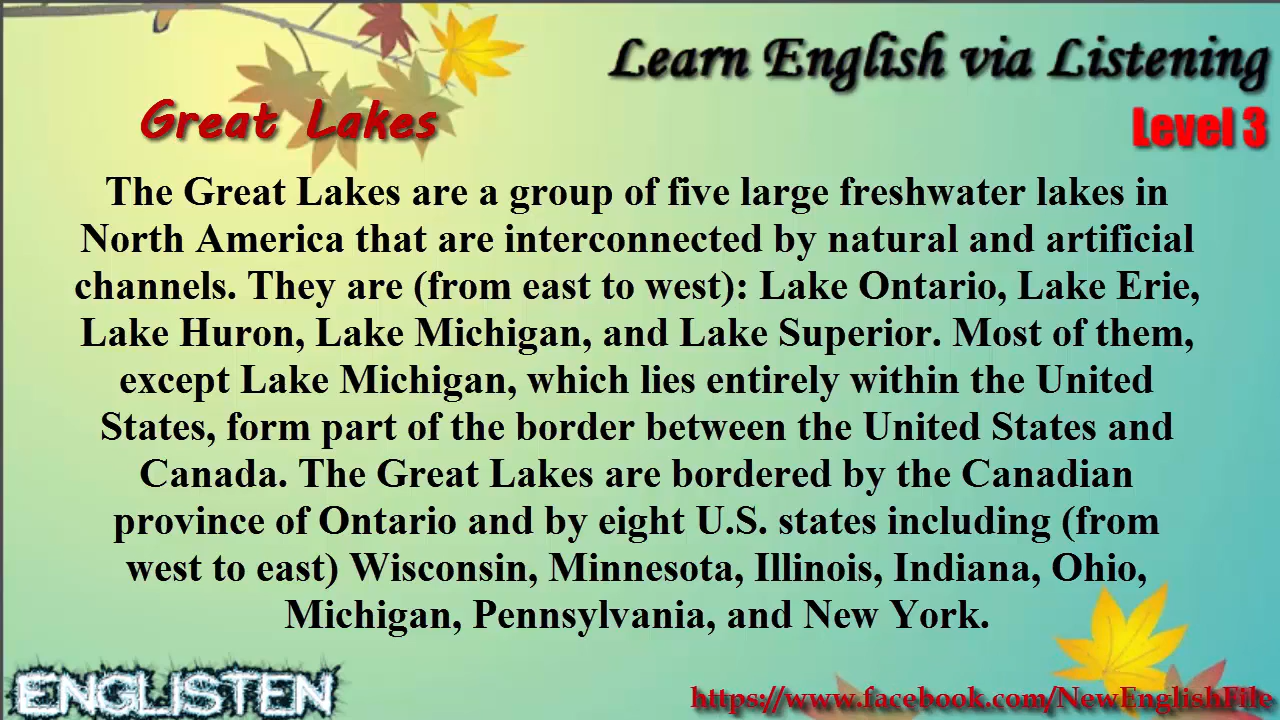 Learn English via Listening
Great Lakes
Level 3
The Great Lakes are a group of five large freshwater lakes in
North America that are interconnected by natural and artificial
channels. They are (from east to west): Lake Ontario, Lake Erie,
Lake Huron, Lake Michigan, and Lake Superior. Most of them,
except Lake Michigan, which lies entirely within the United
States, form part of the border between the United States and
Canada. The Great Lakes are bordered by the Canadian
province of Ontario and by eight U.S. states including (from
west to east) Wisconsin, Minnesota, Illinois, Indiana, Ohio,
Michigan, Pennsylvania, and New York.
ENGLISTEN
https://www.facebook.com/NewEnglishFile